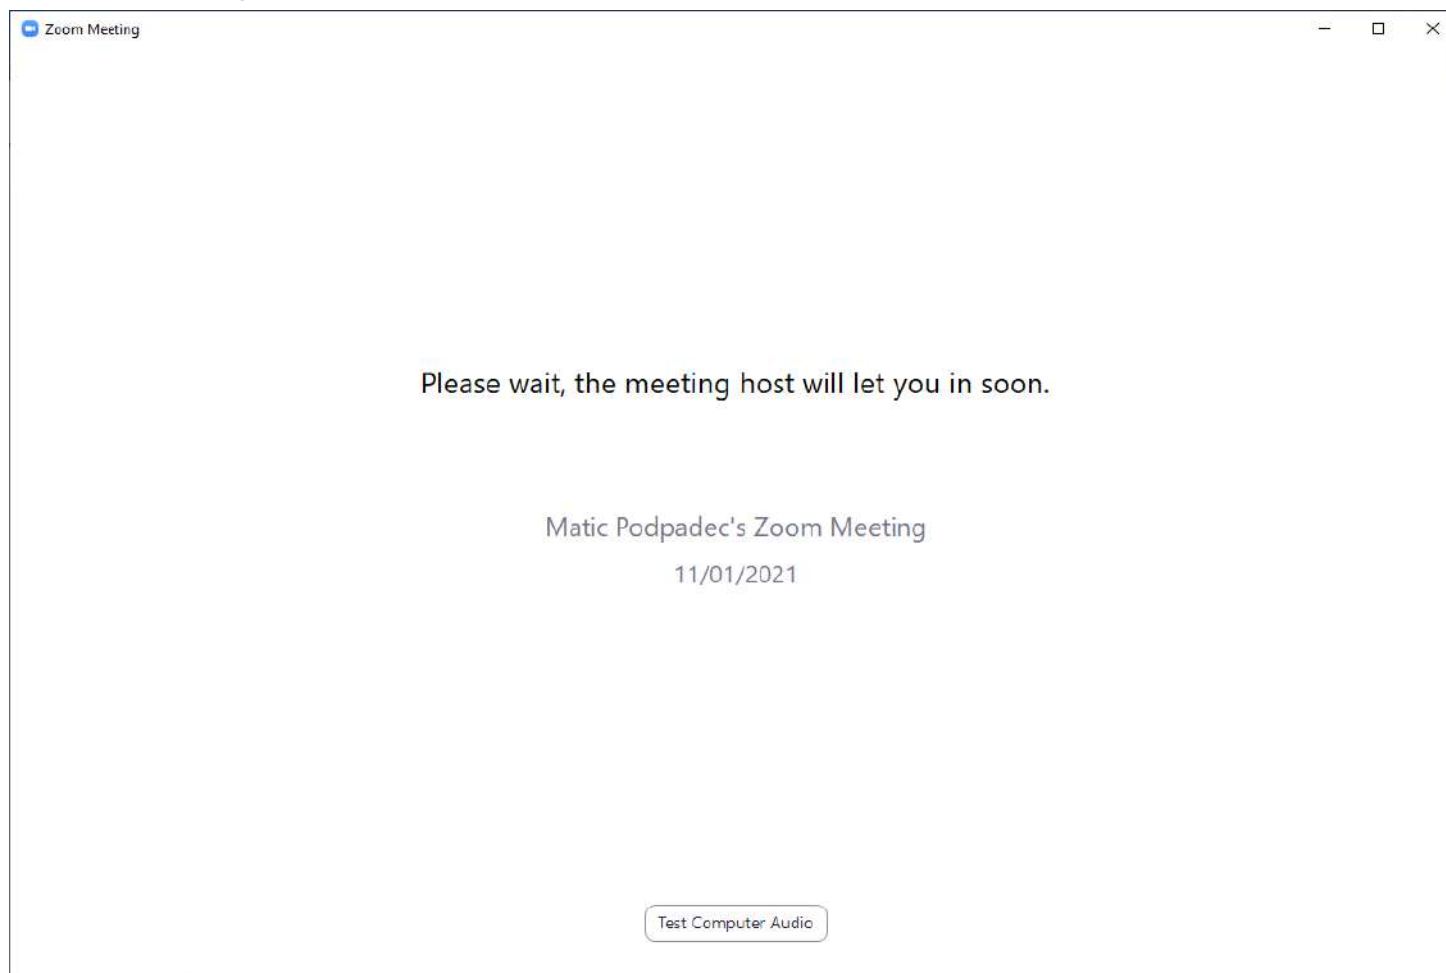 Zoom Meeting
Please wait, the meeting host will let you in soon.
Matic Podpadec's Zoom Meeting
11/01/2021
Test Computer Audio